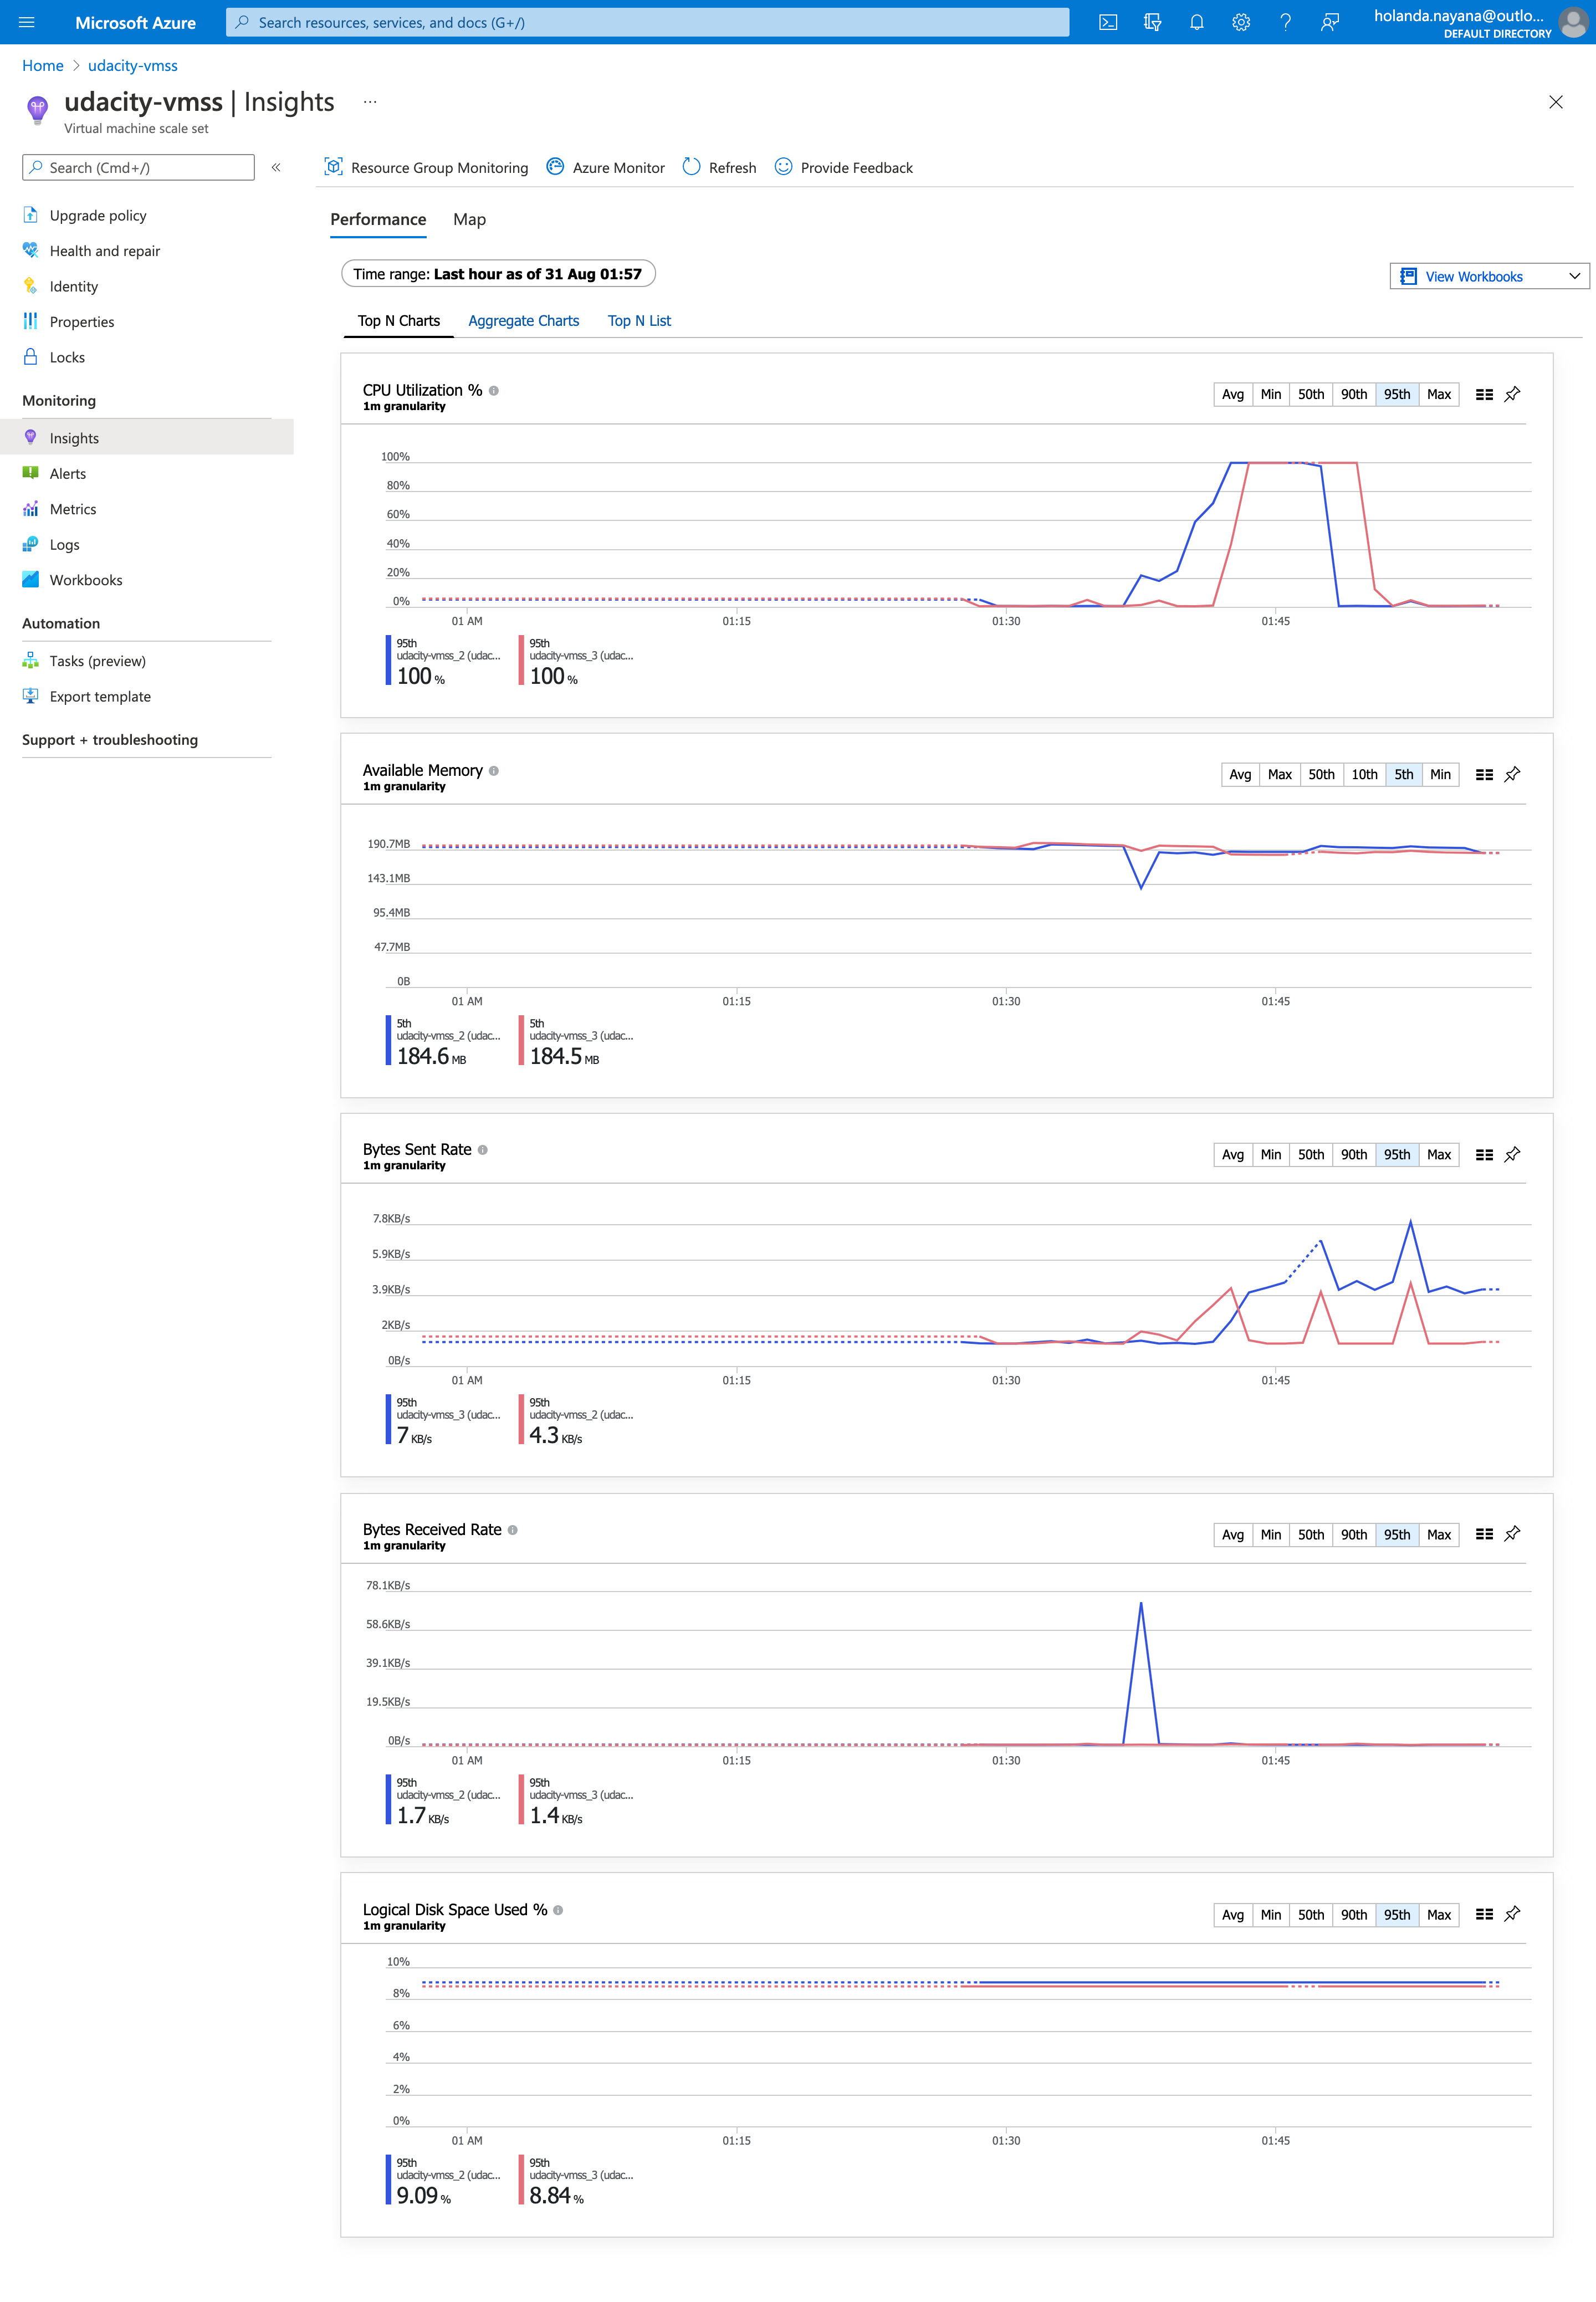 Microsoft Azure
Search resources, services, and docs (G+/)
holanda.nayana@outlo...
DEFAULT DIRECTORY
Home > udacity-vmss
udacity-vmss | Insights ...
Virtual machine scale set
Search (Cmd+/) «
Upgrade policy
Health and repair
Identity
Properties
Locks
Monitoring
Insights
Alerts
Metrics
Logs
Workbooks
Automation
Tasks (preview)
Export template
Support + troubleshooting
Resource Group Monitoring Azure Monitor Refresh Provide Feedback
Performance Map
Time range: Last hour as of 31 Aug 01:57
View Workbooks
Top N Charts Aggregate Charts Top N List
CPU Utilization %
1m granularity
Avg Min 50th 90th 95th Max
100%
80%
60%
40%
20%
0%
01 AM 01:15 01:30 01:45
95th 95th
udacity-vmss_2 (udac... udacity-vmss_3 (udac...
100 % 100 %
Available Memory
1m granularity
Avg Max 50th 10th 5th Min
190.7MB
143.1MB
95.4MB
47.7MB
0B
01 AM 01:15 01:30 01:45
5th 5th
udacity-vmss_2 (udac... udacity-vmss_3 (udac...
184.6 MB 184.5 MB
Bytes Sent Rate
1m granularity
Avg Min 50th 90th 95th Max
7.8KB/s
5.9KB/s
3.9KB/s
2KB/s
0B/s
01 AM 01:15 01:30 01:45
95th 95th
udacity-vmss_3 (udac... udacity-vmss_2 (udac...
7 KB/s 4.3 KB/s
Bytes Received Rate
1m granularity
Avg Min 50th 90th 95th Max
78.1KB/s
58.6KB/s
39.1KB/s
19.5KB/s
0B/s
01 AM 01:15 01:30 01:45
95th 95th
udacity-vmss_2 (udac... udacity-vmss_3 (udac...
1.7 KB/s 1.4 KB/s
Logical Disk Space Used %
1m granularity
Avg Min 50th 90th 95th Max
10%
8%
6%
4%
2%
0%
01 AM 01:15 01:30 01:45
95th 95th
udacity-vmss_2 (udac... udacity-vmss_3 (udac...
9.09 % 8.84 %